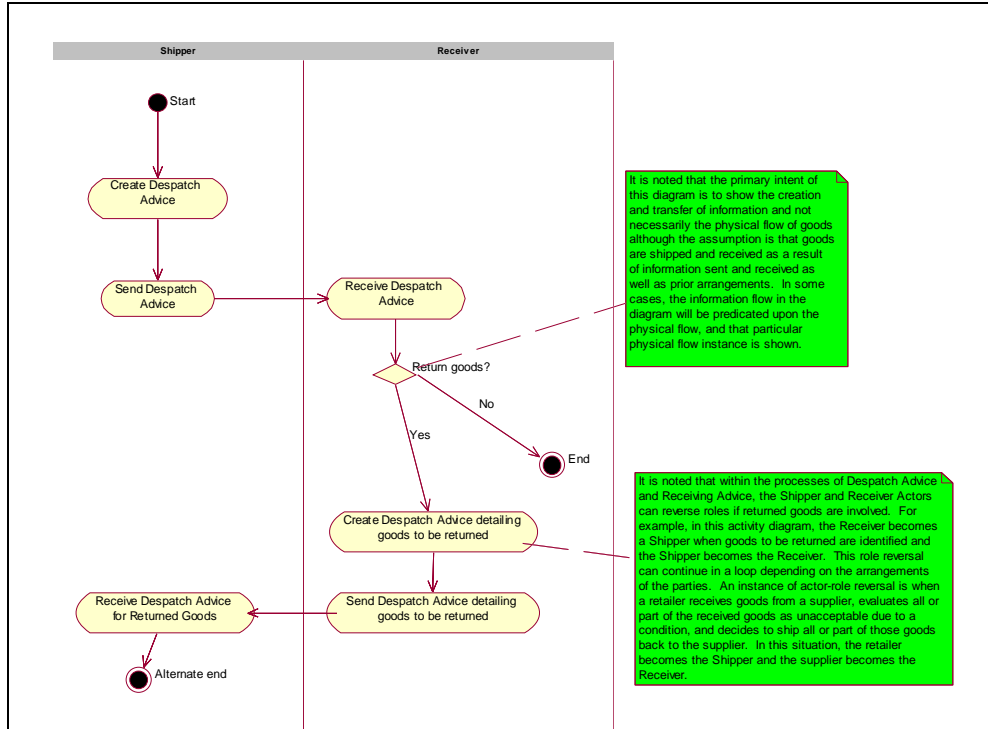 Shipper
Receiver
Start
Create Despatch
Advice
Send Despatch
Advice
Receive Despatch
Advice
Return goods?
No
Yes
End
Create Despatch Advice detailing
goods to be returned
Send Despatch Advice detailing
goods to be returned
Receive Despatch Advice
for Returned Goods
Alternate end
It is noted that the primary intent of
this diagram is to show the creation
and transfer of information and not
necessarily the physical flow of goods
although the assumption is that goods
are shipped and received as a result
of information sent and received as
well as prior arrangements. In some
cases, the information flow in the
diagram will be predicated upon the
physical flow, and that particular
physical flow instance is shown.
It is noted that within the processes of Despatch Advice
and Receiving Advice, the Shipper and Receiver Actors
can reverse roles if returned goods are involved. For
example, in this activity diagram, the Receiver becomes
a Shipper when goods to be returned are identified and
the Shipper becomes the Receiver. This role reversal
can continue in a loop depending on the arrangements
of the parties. An instance of actor-role reversal is when
a retailer receives goods from a supplier, evaluates all or
part of the received goods as unacceptable due to a
condition, and decides to ship all or part of those goods
back to the supplier. In this situation, the retailer
becomes the Shipper and the supplier becomes the
Receiver.